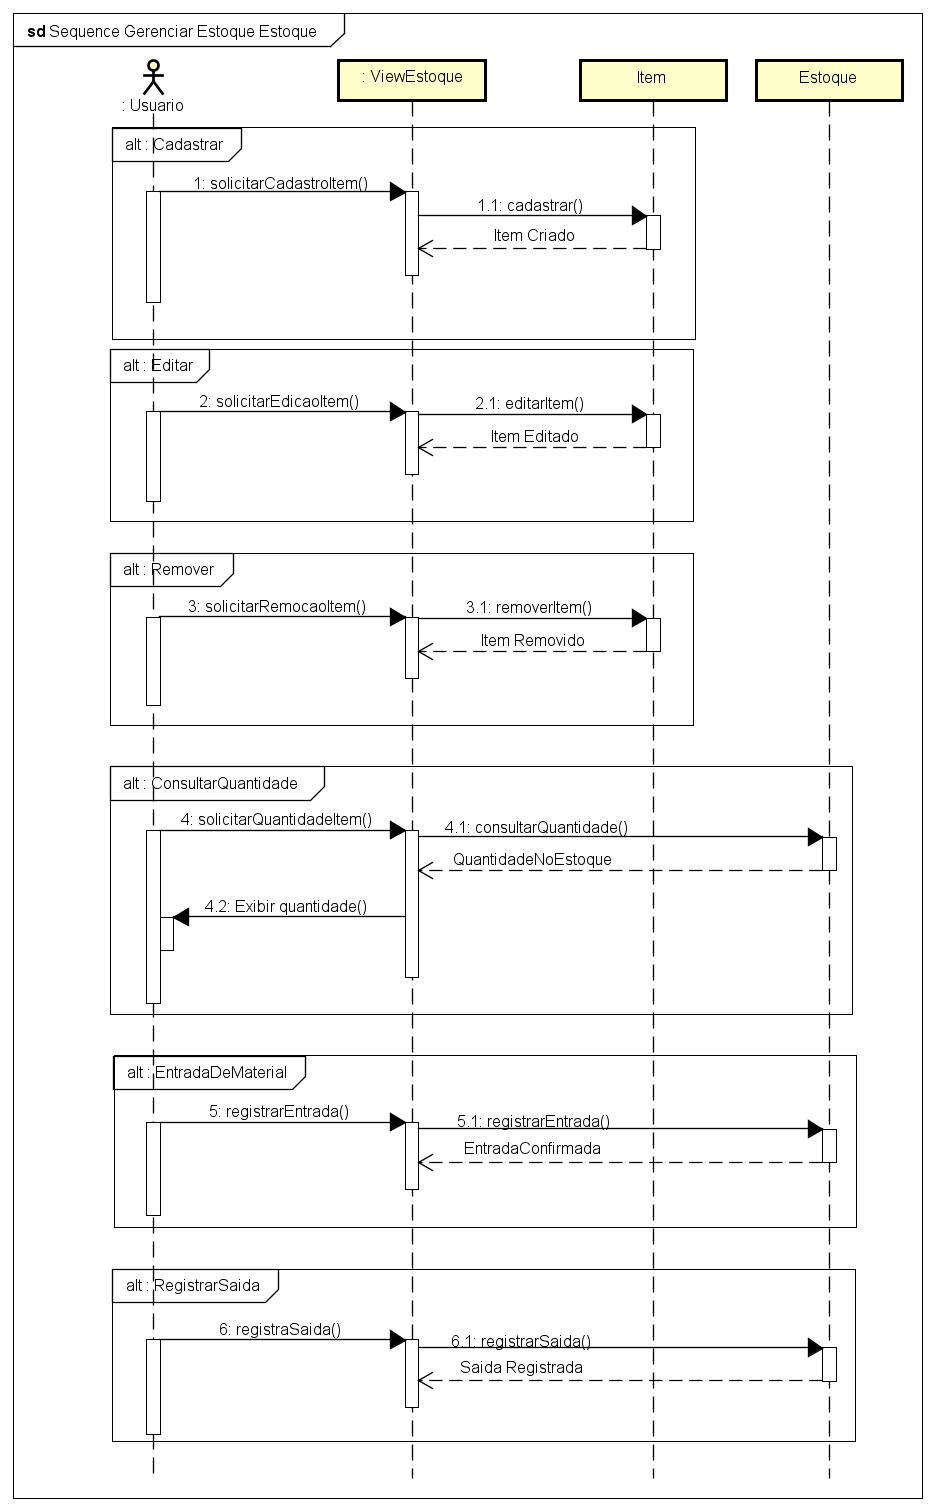 sd Sequence Gerenciar Estoque Estoque
: Usuario
: ViewEstoque
Item
Estoque
alt : Cadastrar
1: solicitarCadastroItem()
1.1: cadastrar()
Item Criado
alt : Editar
2: solicitarEdicaoItem()
2.1: editarItem()
Item Editado
alt : Remover
3: solicitarRemocaoItem()
3.1: removerItem()
Item Removido
alt : ConsultarQuantidade
4: solicitarQuantidadeItem()
4.1: consultarQuantidade()
QuantidadeNoEstoque
4.2: Exibir quantidade()
alt : EntradaDeMaterial
5: registrarEntrada()
5.1: registrarEntrada()
EntradaConfirmada
alt : RegistrarSaida
6: registraSaida()
6.1: registrarSaida()
Saida Registrada